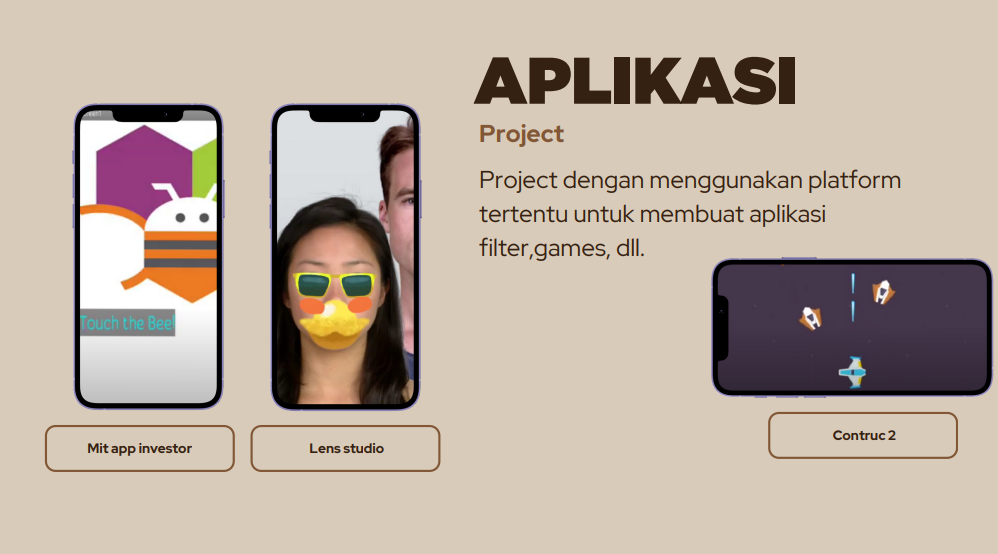 APLIKASI
Project
Project dengan menggunakan platform
tertentu untuk membuat aplikasi
filter,games, dll.
Touch the Bee!
Mit app investor
Lens studio
Contruc 2